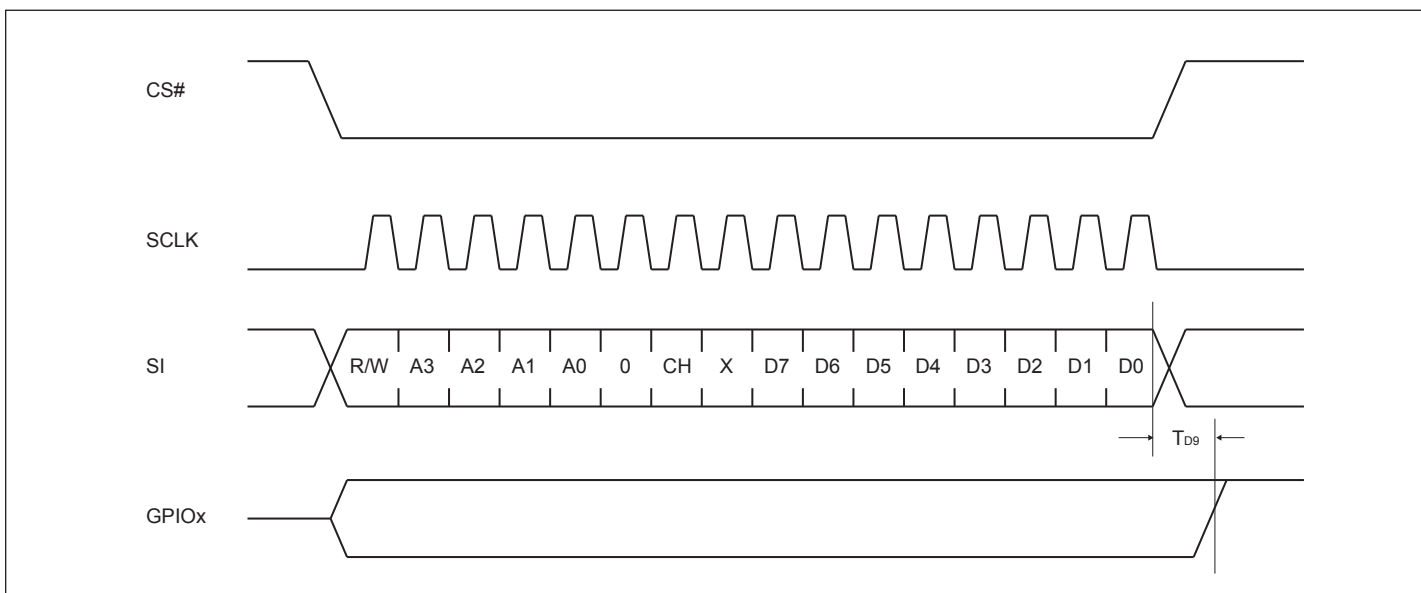 CS#
SCLK
SI R/W A3 A2 A1 A0 0 CH X D7 D6 D5 D4 D3 D2 D1 D0
TD9
GPIOx